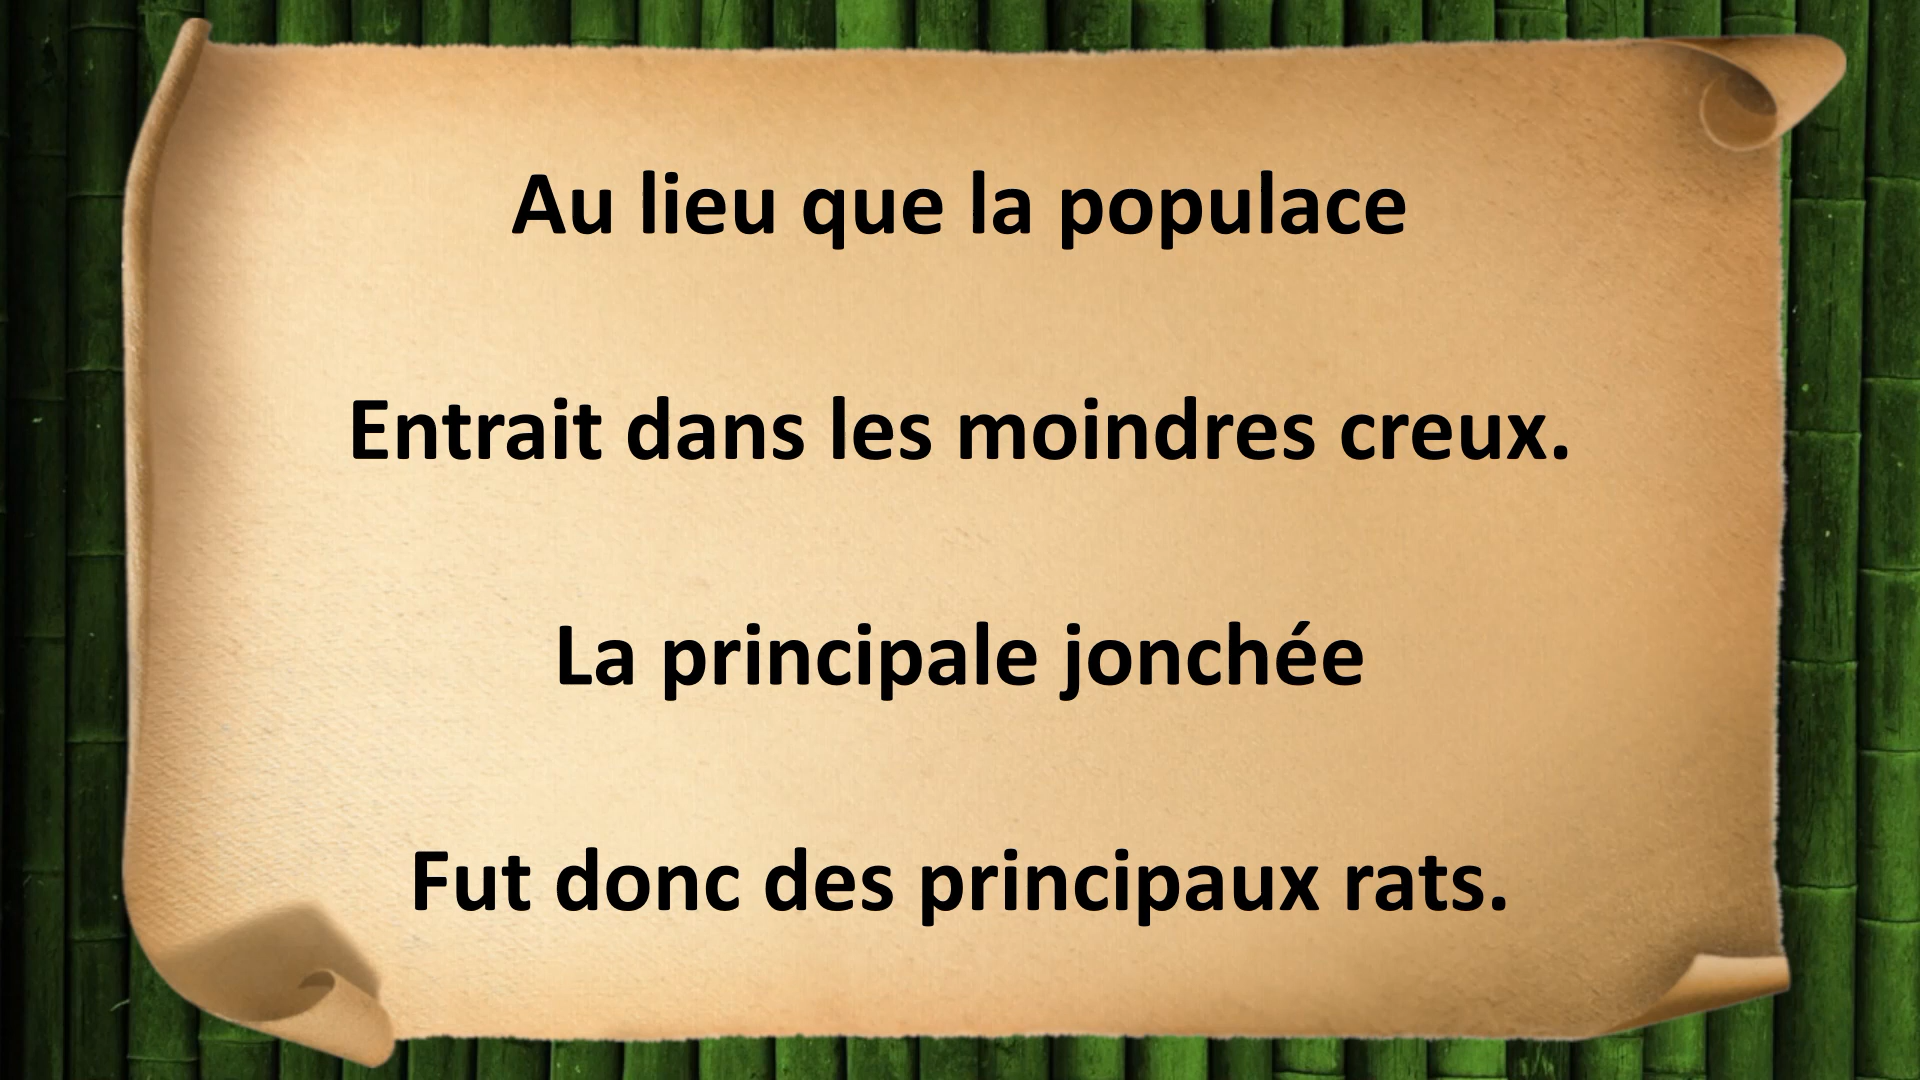 Au lieu que la populace
Entrait dans les moindres creux.
La principale jonchée
Fut donc des principaux rats.